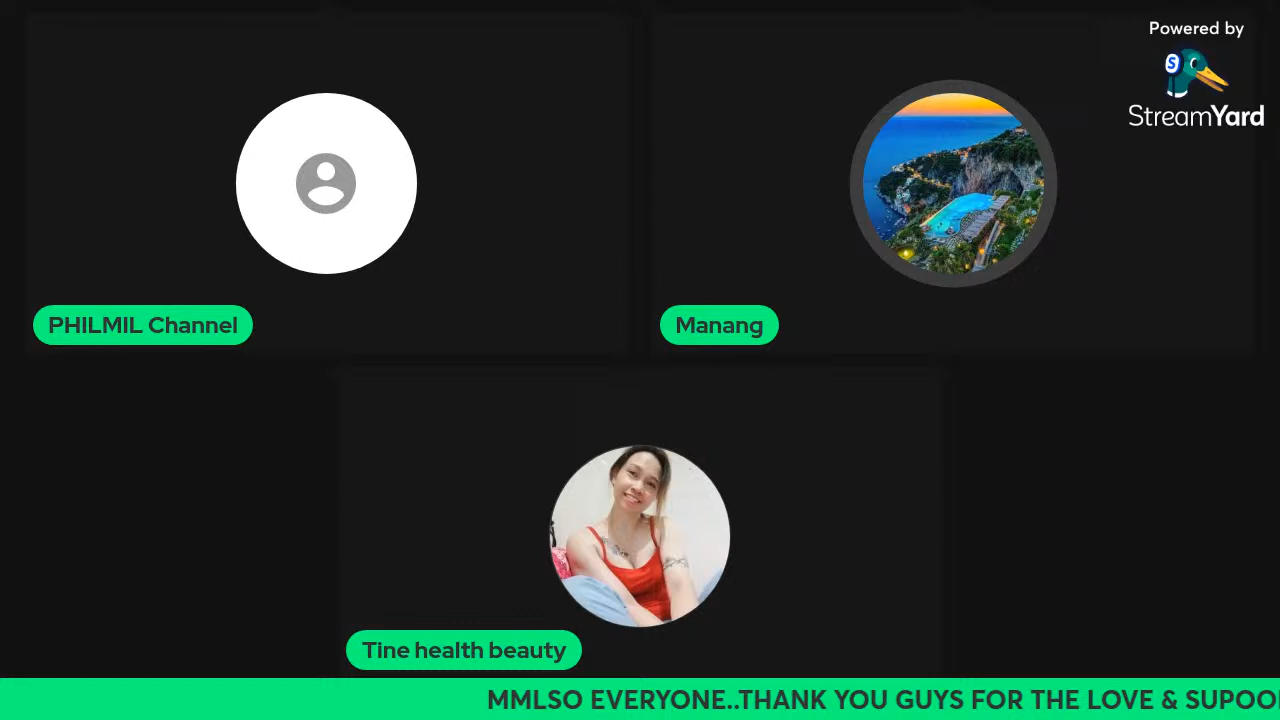 Powered by
S
StreamYard
PHILMIL Channel
Manang
Tine health beauty
MMLSO EVERYONE..THANK YOU GUYS FOR THE LOVE & SUPOO